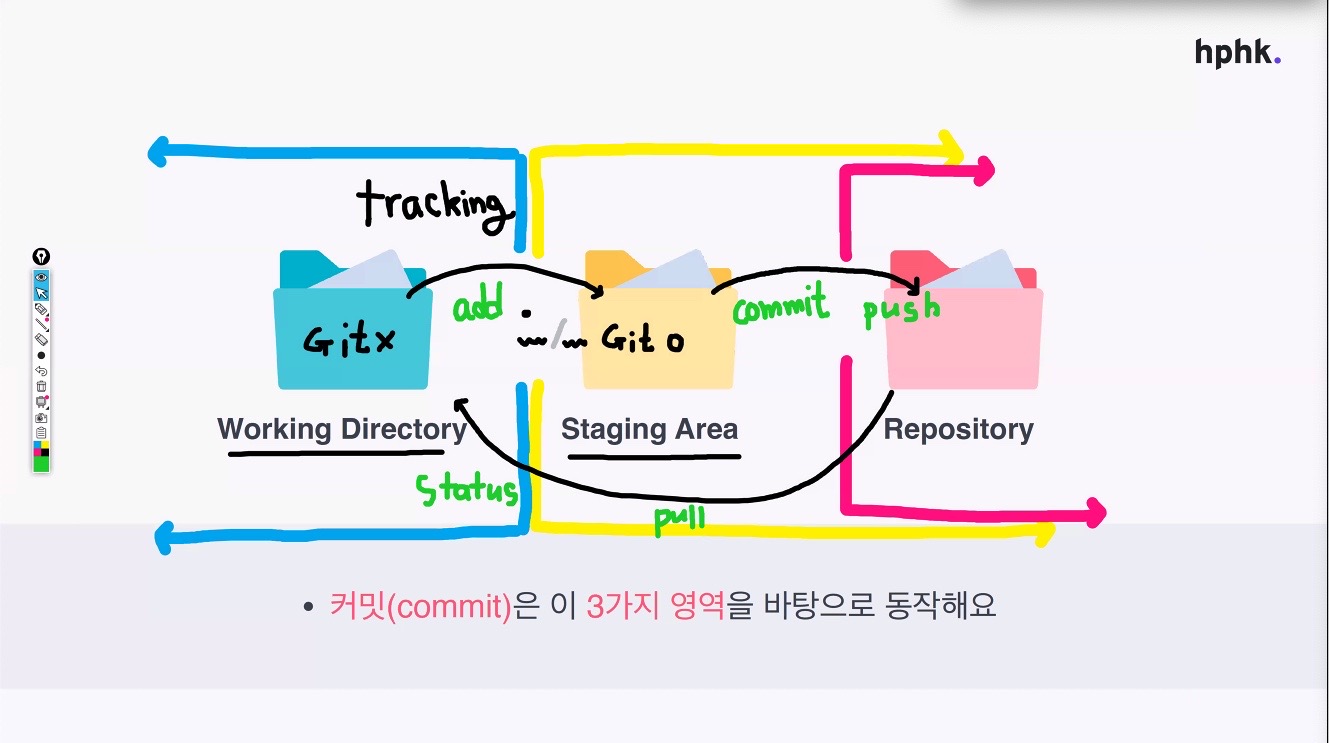 hphk.
tracking
add .
commit
push
Gitx
~/~
Git o
Working Directory
Staging Area
Repository
status
pull
• 커밋(commit)은 이 3가지 영역을 바탕으로 동작해요